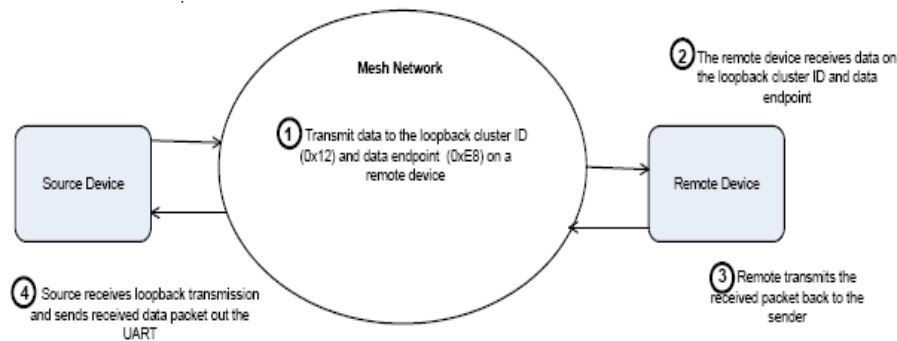 Mesh Network
1 Transmit data to the loopback cluster ID
(0x12) and data endpoint (0xE8) on a
remote device
2 The remote device receives data on
the loopback cluster ID and data
endpoint
Source Device
Remote Device
3 Remote transmits the
received packet back to the
sender
4 Source receives loopback transmission
and sends received data packet out the
UART